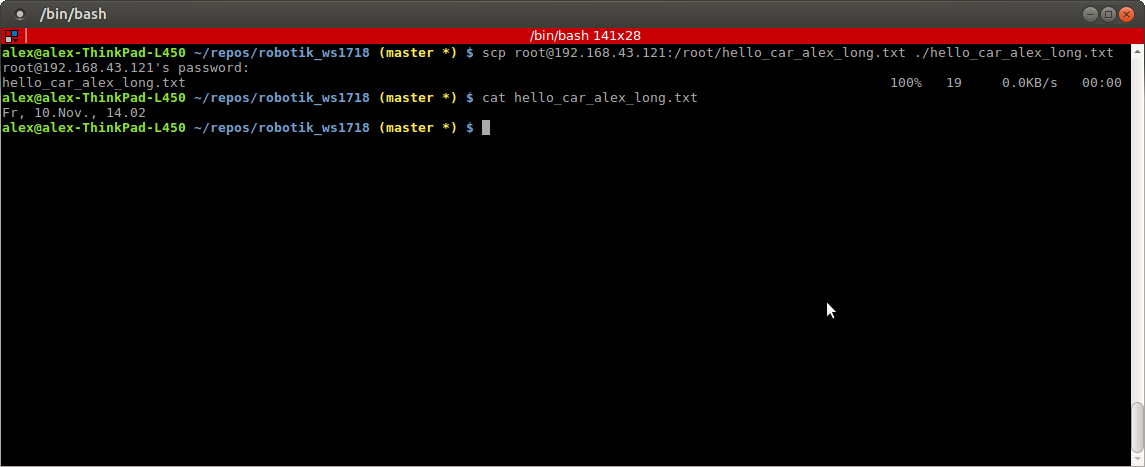 /bin/bash
/bin/bash 141x28
alex@alex-ThinkPad-L450 ~/repos/robotik_ws1718 (master *) $ scp root@192.168.43.121:/root/hello_car_alex_long.txt ./hello_car_alex_long.txt
root@192.168.43.121's password:
hello_car_alex_long.txt 100% 19 0.0KB/s 00:00
alex@alex-ThinkPad-L450 ~/repos/robotik_ws1718 (master *) $ cat hello_car_alex_long.txt
Fr, 10.Nov., 14.02
alex@alex-ThinkPad-L450 ~/repos/robotik_ws1718 (master *) $